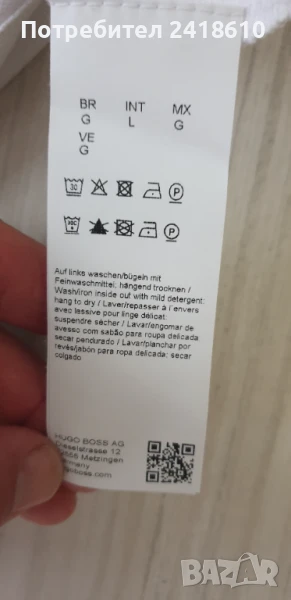 Потребител 2418610
BR INT MX
G L G
VE
G
30 P
30C P
Auf links waschen/bügeln mit
Feinwaschmittel; hängend trocknen /
Wash/iron inside out with mild detergent;
hang to dry / Laver/repasser à l'envers
avec lessive pour linge délicat;
suspendre sécher / Lavar/engomar de
avesso com sabão para roupa delicada;
secar pendurado / Lavar/planchar por
revés/jabón para ropa delicada; secar
colgado
HUGO BOSS AG
Dieselstrasse 12
Metzingen
Germany
BAZAR